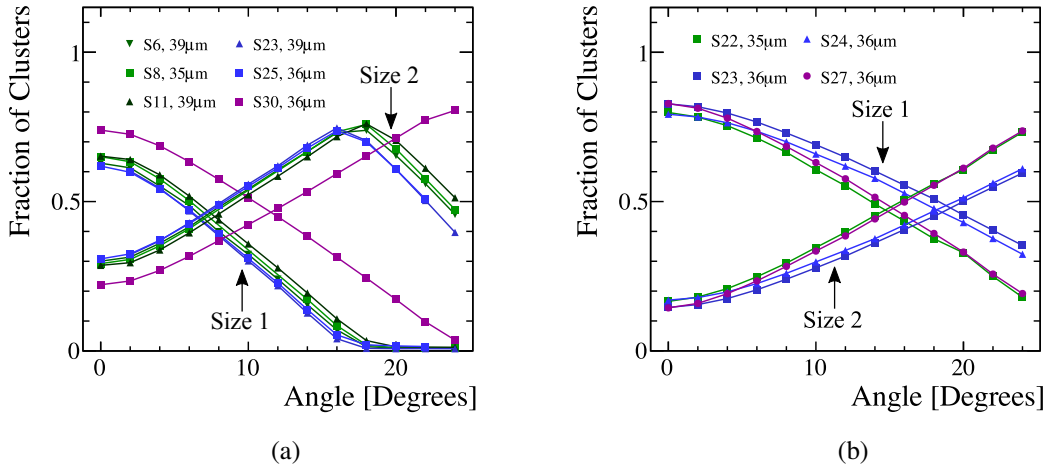 (a)
Fraction of Clusters
1
0.5
0
S6, 39μm
S8, 35μm
S11, 39μm
S23, 39μm
S25, 36μm
S30, 36μm
Size 2
Size 1
0 10 20
Angle [Degrees]
(a)
(b)
Fraction of Clusters
1
0.5
0
S22, 35μm
S23, 36μm
S24, 36μm
S27, 36μm
Size 1
Size 2
0 10 20
Angle [Degrees]
(b)